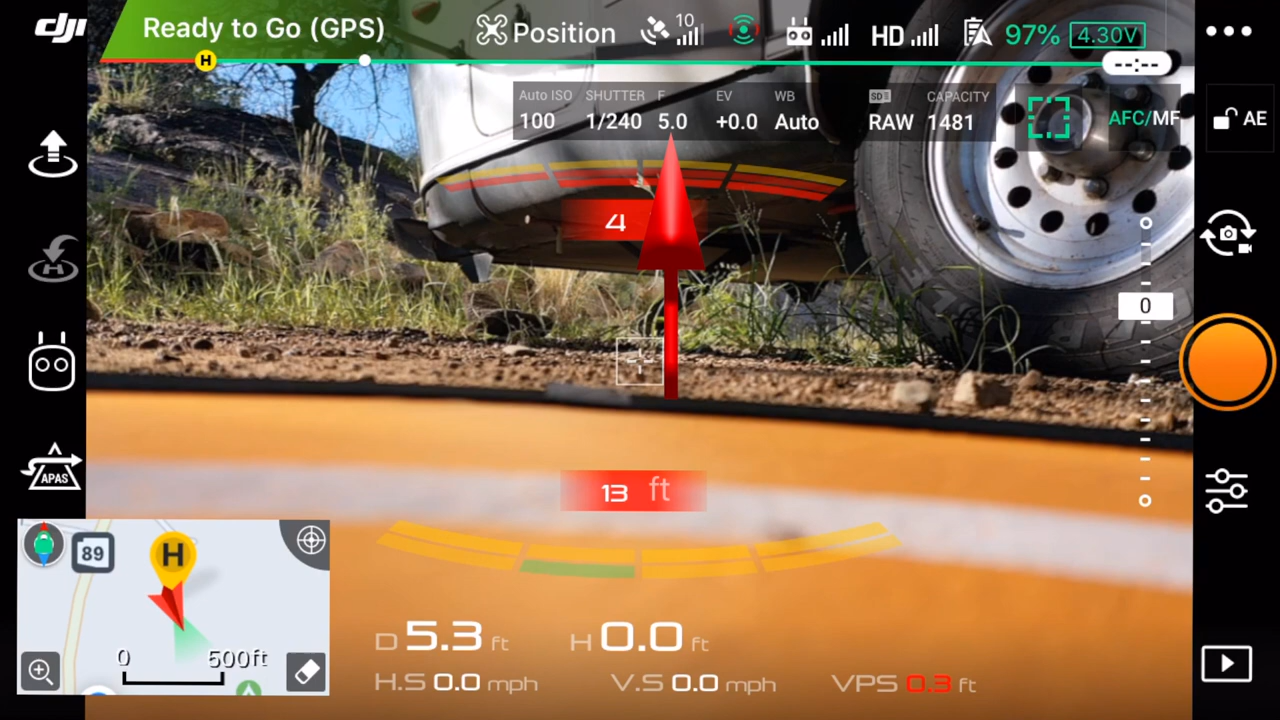 dji
Ready to Go (GPS)
Position
10
HD
97%
4.30V
H
--:--
Auto ISO
100
SHUTTER
1/240
F
5.0
EV
+0.0
WB
Auto
SD
RAW
CAPACITY
1481
AFC/MF
AE
4
0
H
APAS
13 ft
89
H
0
500ft
D 5.3 ft
H 0.0 ft
H.S 0.0 mph
V.S 0.0 mph
VPS 0.3 ft